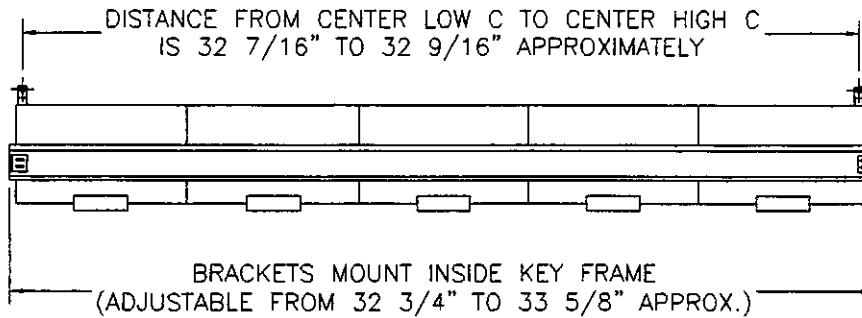 DISTANCE FROM CENTER LOW C TO CENTER HIGH C
IS 32 7/16" TO 32 9/16" APPROXIMATELY
BRACKETS MOUNT INSIDE KEY FRAME
(ADJUSTABLE FROM 32 3/4" TO 33 5/8" APPROX.)